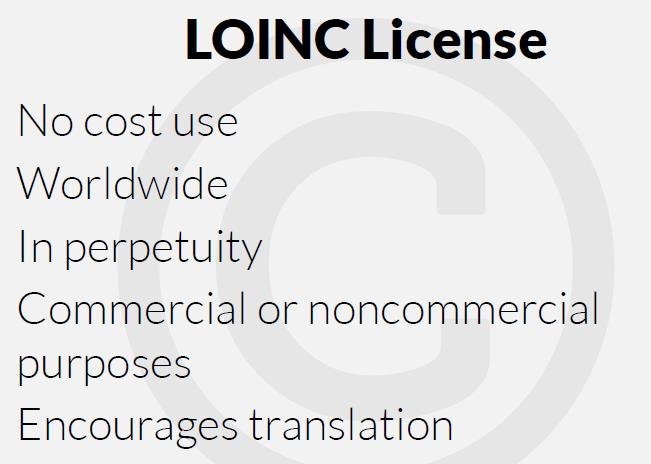 LOINC License
No cost use
Worldwide
In perpetuity
Commercial or noncommercial
purposes
Encourages translation